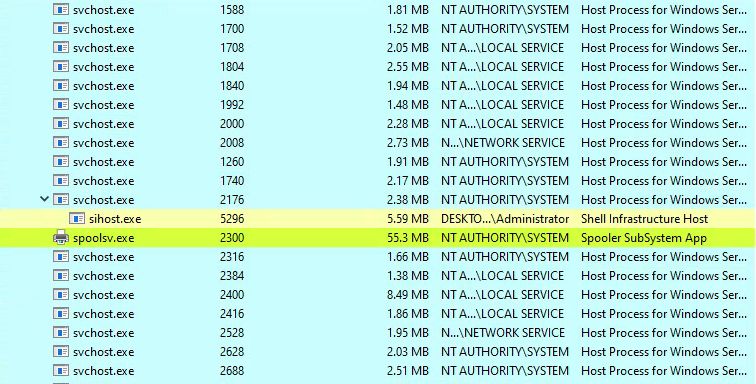 svchost.exe 1588 1.81 MB NT AUTHORITY\SYSTEM Host Process for Windows Ser...
svchost.exe 1700 1.52 MB NT AUTHORITY\SYSTEM Host Process for Windows Ser...
svchost.exe 1708 2.05 MB NT A...\LOCAL SERVICE Host Process for Windows Ser...
svchost.exe 1804 2.55 MB NT A...\LOCAL SERVICE Host Process for Windows Ser...
svchost.exe 1840 1.94 MB NT A...\LOCAL SERVICE Host Process for Windows Ser...
svchost.exe 1992 1.48 MB NT A...\LOCAL SERVICE Host Process for Windows Ser...
svchost.exe 2000 2.28 MB NT A...\LOCAL SERVICE Host Process for Windows Ser...
svchost.exe 2008 2.73 MB N...\NETWORK SERVICE Host Process for Windows Ser...
svchost.exe 1260 1.91 MB NT AUTHORITY\SYSTEM Host Process for Windows Ser...
svchost.exe 1740 2.17 MB NT AUTHORITY\SYSTEM Host Process for Windows Ser...
svchost.exe 2176 2.38 MB NT AUTHORITY\SYSTEM Host Process for Windows Ser...
sihost.exe 5296 5.59 MB DESKTO...\Administrator Shell Infrastructure Host
spoolsv.exe 2300 55.3 MB NT AUTHORITY\SYSTEM Spooler SubSystem App
svchost.exe 2316 1.66 MB NT AUTHORITY\SYSTEM Host Process for Windows Ser...
svchost.exe 2384 1.38 MB NT A...\LOCAL SERVICE Host Process for Windows Ser...
svchost.exe 2400 8.49 MB NT A...\LOCAL SERVICE Host Process for Windows Ser...
svchost.exe 2416 1.86 MB NT A...\LOCAL SERVICE Host Process for Windows Ser...
svchost.exe 2528 1.95 MB N...\NETWORK SERVICE Host Process for Windows Ser...
svchost.exe 2628 2.03 MB NT AUTHORITY\SYSTEM Host Process for Windows Ser...
svchost.exe 2688 2.51 MB NT AUTHORITY\SYSTEM Host Process for Windows Ser...